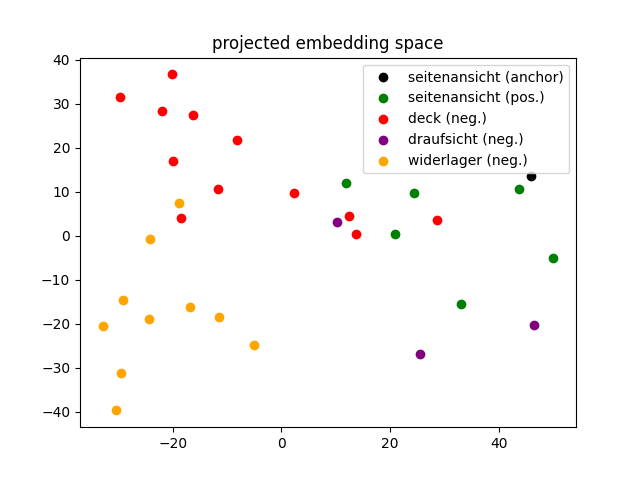 projected embedding space
40
30
20
10
0
−10
−20
−30
−40
−20
0
20
40
seitenansicht (anchor)
seitenansicht (pos.)
deck (neg.)
draufsicht (neg.)
widerlager (neg.)